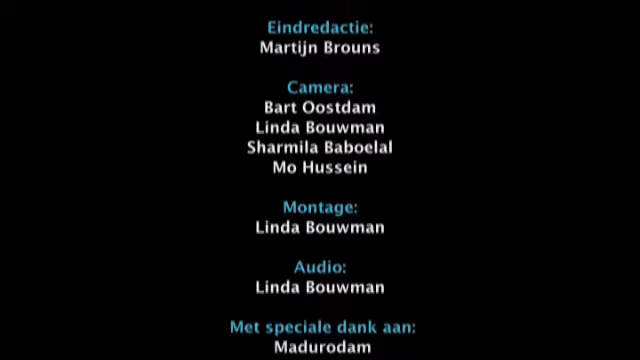 Eindredactie:
Martijn Brouns
Camera:
Bart Oostdam
Linda Bouwman
Sharmila Baboelal
Mo Hussein
Montage:
Linda Bouwman
Audio:
Linda Bouwman
Met speciale dank aan:
Madurodam